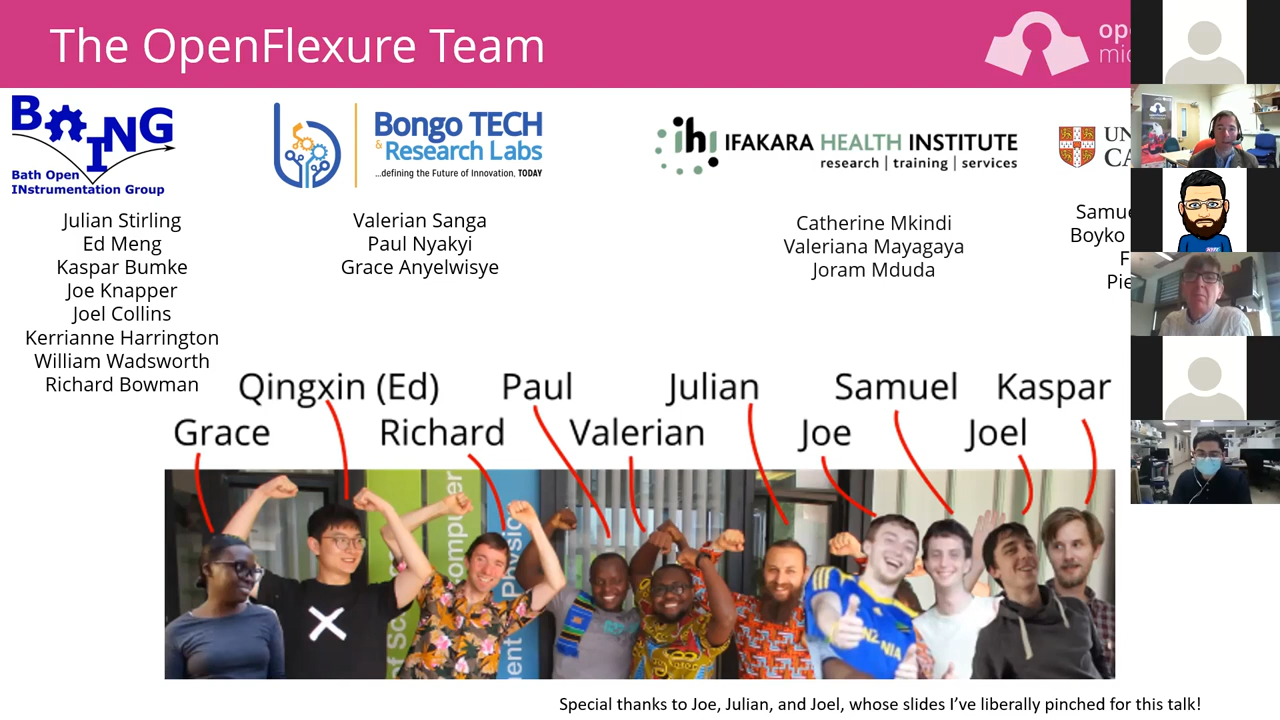 The OpenFlexure Team
BOING
Bath Open
INstrumentation Group
Julian Stirling
Ed Meng
Kaspar Bumke
Joe Knapper
Joel Collins
Kerrianne Harrington
William Wadsworth
Richard Bowman
Bongo TECH
& Research Labs
...defining the Future of Innovation, TODAY
Valerian Sanga
Paul Nyakyi
Grace Anyelwisye
ihi IFAKARA HEALTH INSTITUTE
research | training | services
Catherine Mkindi
Valeriana Mayagaya
Joram Mduda
Boyko
Qingxin (Ed) Paul Julian Samuel Kaspar
Grace Richard Valerian Joe Joel
Special thanks to Joe, Julian, and Joel, whose slides I've liberally pinched for this talk!